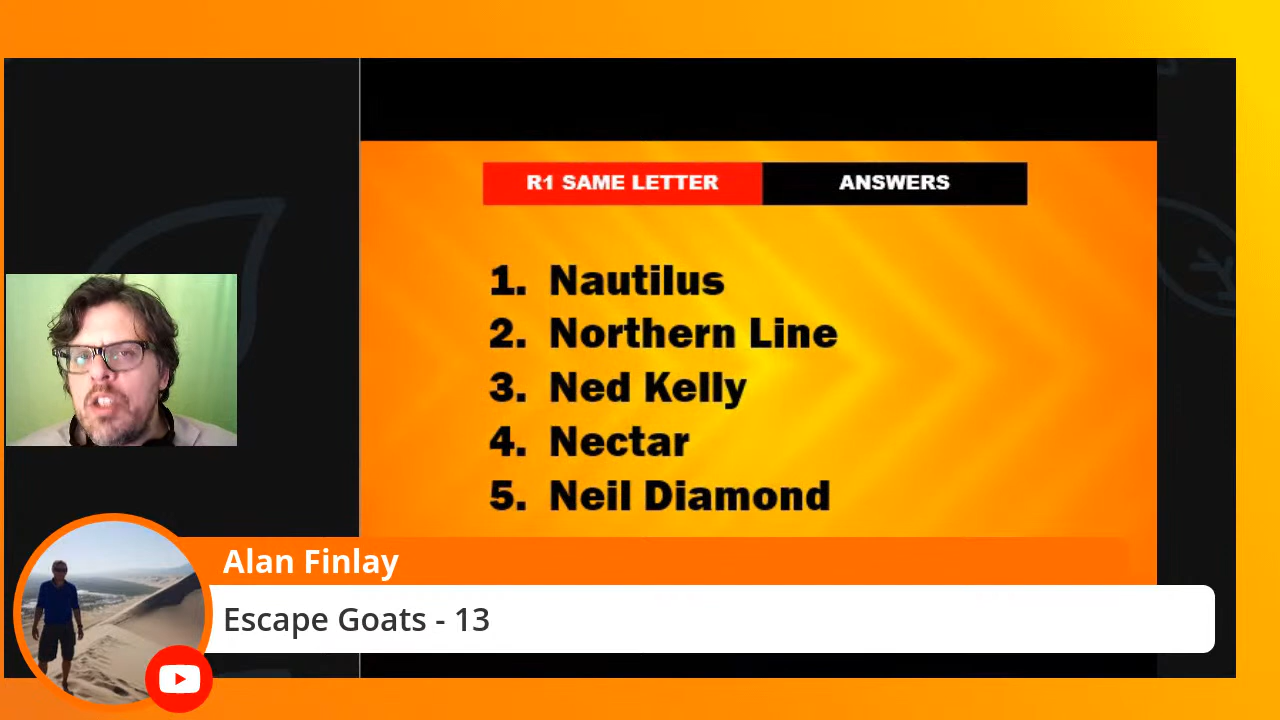 R1 SAME LETTER
ANSWERS
1. Nautilus
2. Northern Line
3. Ned Kelly
4. Nectar
5. Neil Diamond
Alan Finlay
Escape Goats - 13